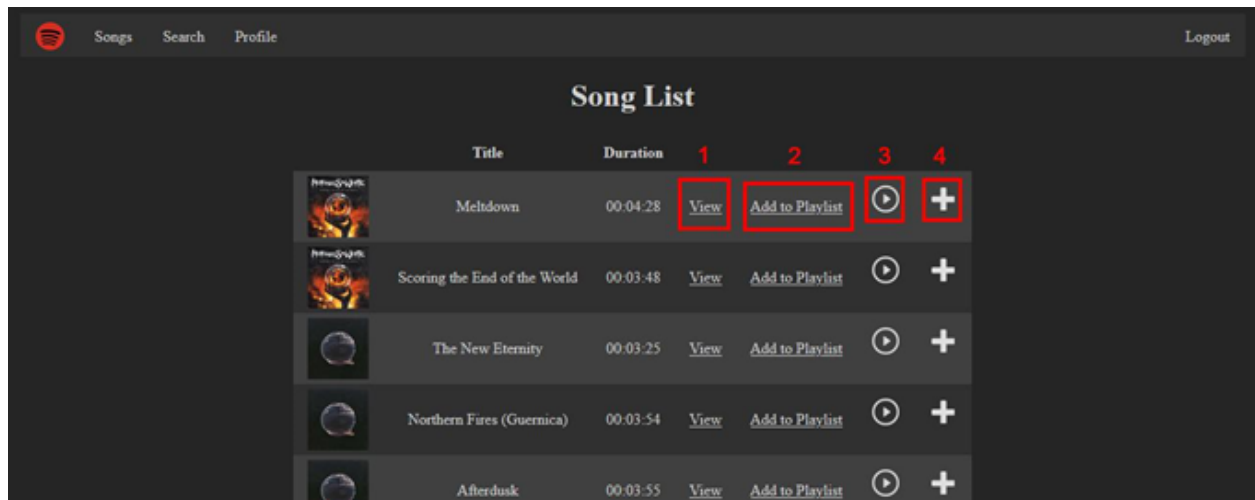 Songs Search Profile Logout
Song List
Title Duration 1 2 3 4
Meltdown 00:04:28 View Add to Playlist
Scoring the End of the World 00:03:48 View Add to Playlist
The New Eternity 00:03:25 View Add to Playlist
Northern Fires (Guernica) 00:03:54 View Add to Playlist
Afterdusk 00:03:55 View Add to Playlist